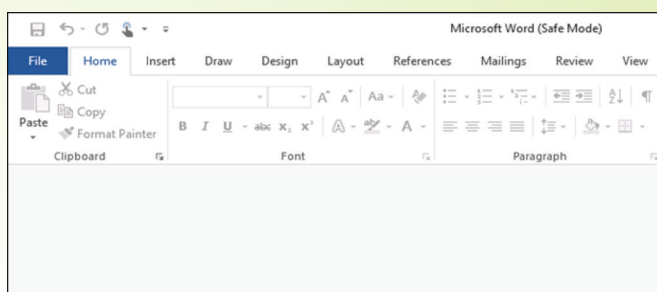 Microsoft Word (Safe Mode)
File Home Insert Draw Design Layout References Mailings Review View
Cut
Copy
Paste
Format Painter
B I U abc X₂ X² A aby A
A A Aa
Clipboard Font Paragraph